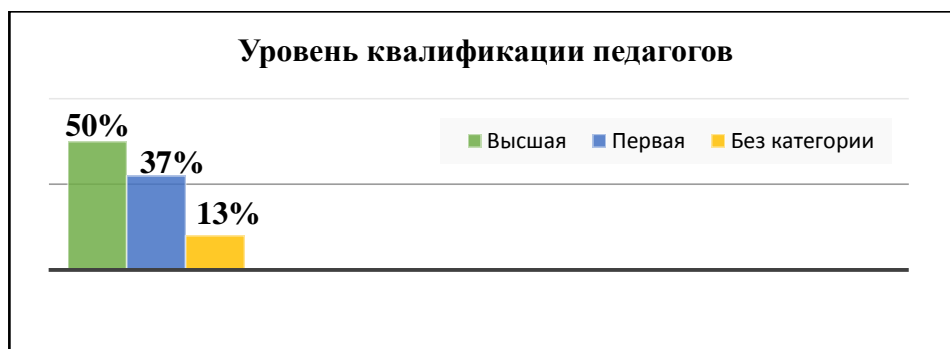 Уровень квалификации педагогов
50%
Высшая Первая Без категории
37%
13%